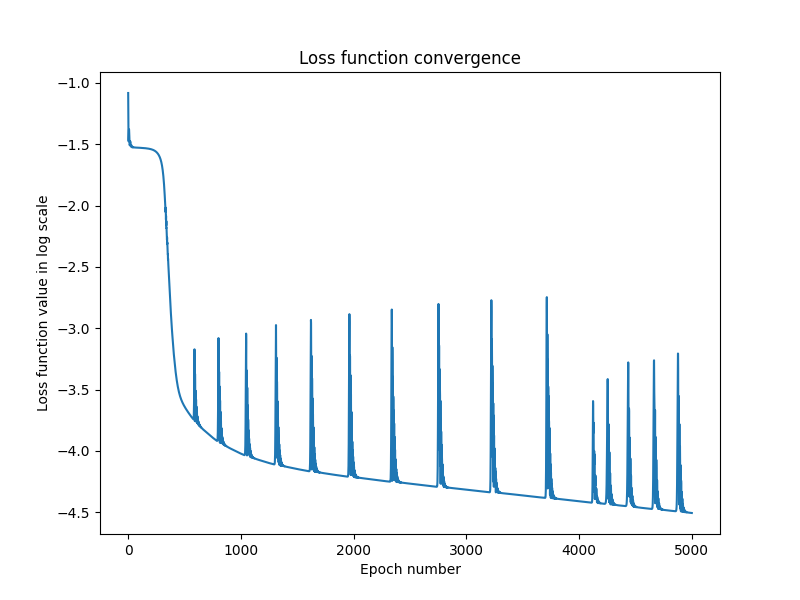 Loss function convergence
Loss function value in log scale
−1.0
−1.5
−2.0
−2.5
−3.0
−3.5
−4.0
−4.5
0 1000 2000 3000 4000 5000
Epoch number